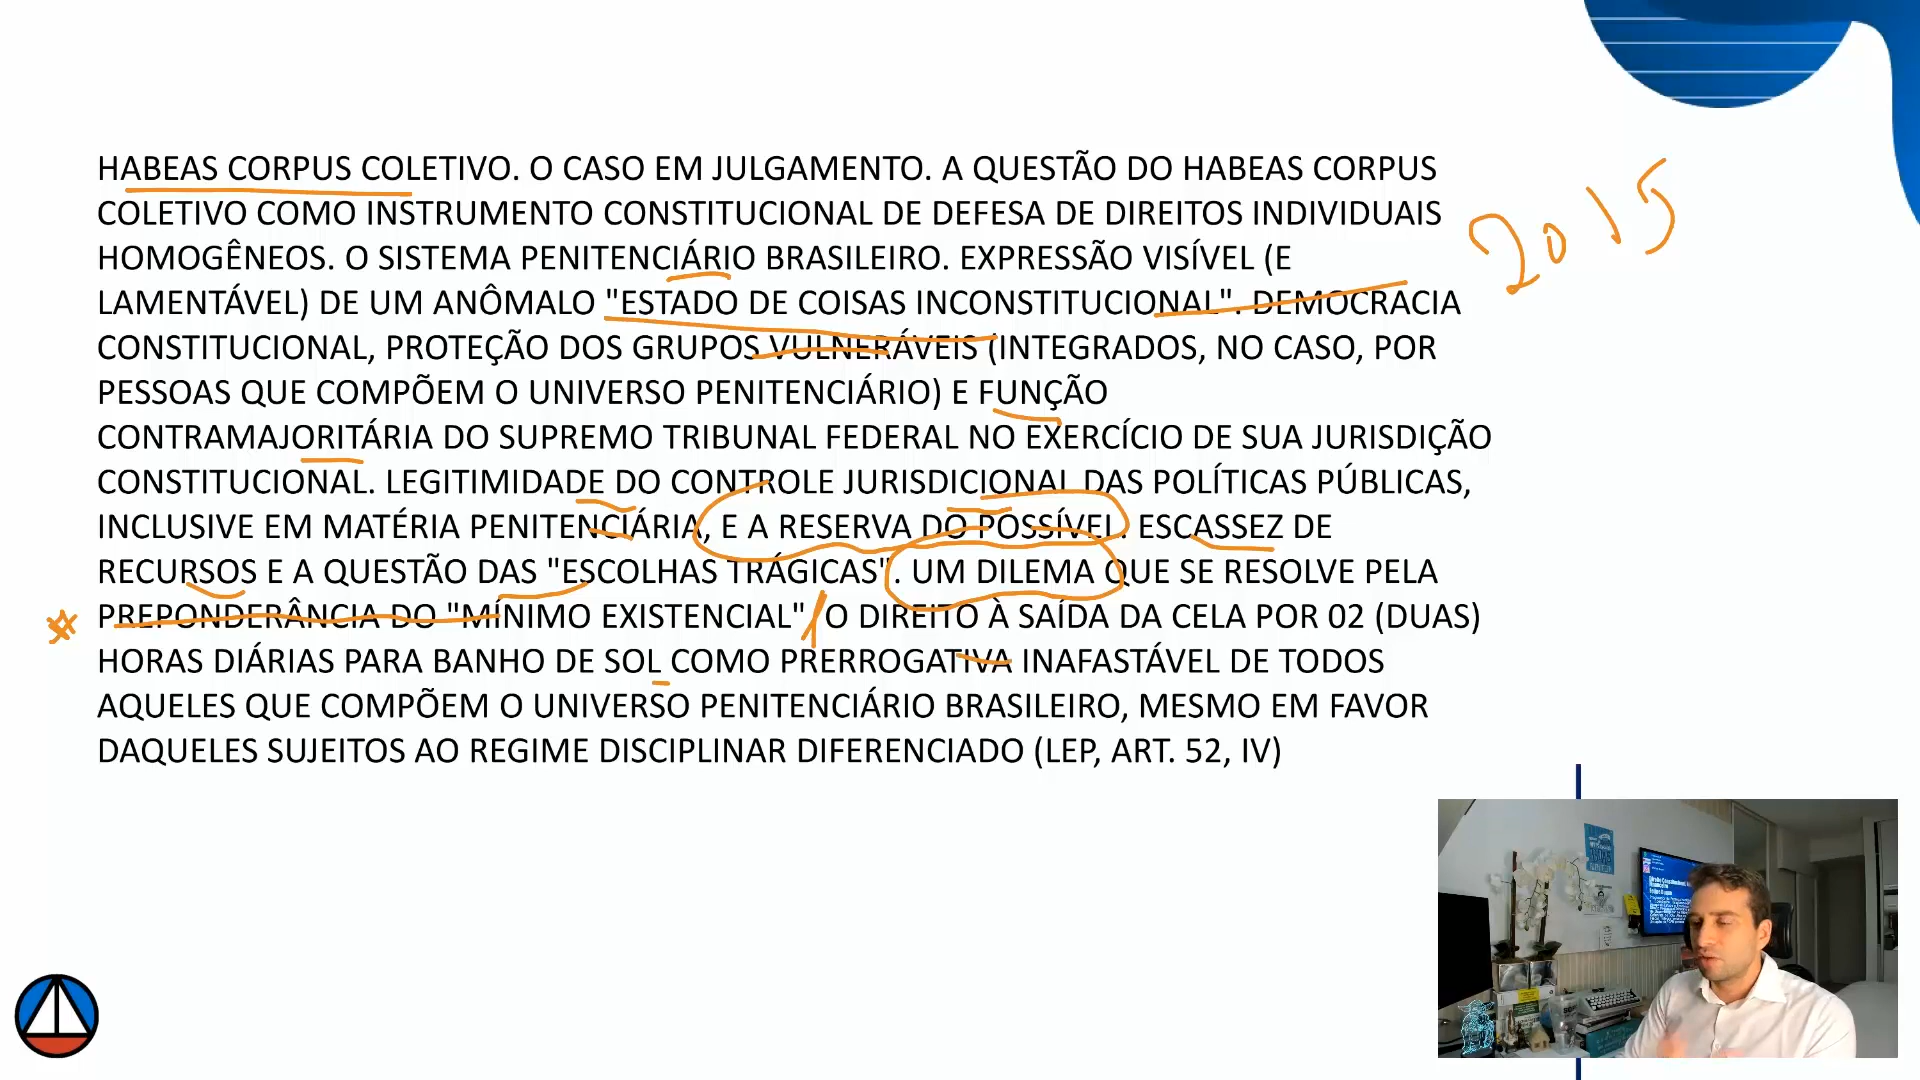 HABEAS CORPUS COLETIVO. O CASO EM JULGAMENTO. A QUESTÃO DO HABEAS CORPUS
COLETIVO COMO INSTRUMENTO CONSTITUCIONAL DE DEFESA DE DIREITOS INDIVIDUAIS
HOMOGÊNEOS. O SISTEMA PENITENCIÁRIO BRASILEIRO. EXPRESSÃO VISÍVEL (E
LAMENTÁVEL) DE UM ANÔMALO "ESTADO DE COISAS INCONSTITUCIONAL". DEMOCRACIA
CONSTITUCIONAL, PROTEÇÃO DOS GRUPOS VULNERÁVEIS (INTEGRADOS, NO CASO, POR
PESSOAS QUE COMPÕEM O UNIVERSO PENITENCIÁRIO) E FUNÇÃO
CONTRAMAJORITÁRIA DO SUPREMO TRIBUNAL FEDERAL NO EXERCÍCIO DE SUA JURISDIÇÃO
CONSTITUCIONAL. LEGITIMIDADE DO CONTROLE JURISDICIONAL DAS POLÍTICAS PÚBLICAS,
INCLUSIVE EM MATÉRIA PENITENCIÁRIA, E A RESERVA DO POSSÍVEL. ESCASSEZ DE
RECURSOS E A QUESTÃO DAS "ESCOLHAS TRÁGICAS". UM DILEMA QUE SE RESOLVE PELA
PREPONDERÂNCIA DO "MÍNIMO EXISTENCIAL" O DIREITO À SAÍDA DA CELA POR 02 (DUAS)
HORAS DIÁRIAS PARA BANHO DE SOL COMO PRERROGATIVA INAFASTÁVEL DE TODOS
AQUELES QUE COMPÕEM O UNIVERSO PENITENCIÁRIO BRASILEIRO, MESMO EM FAVOR
DAQUELES SUJEITOS AO REGIME DISCIPLINAR DIFERENCIADO (LEP, ART. 52, IV)
2015